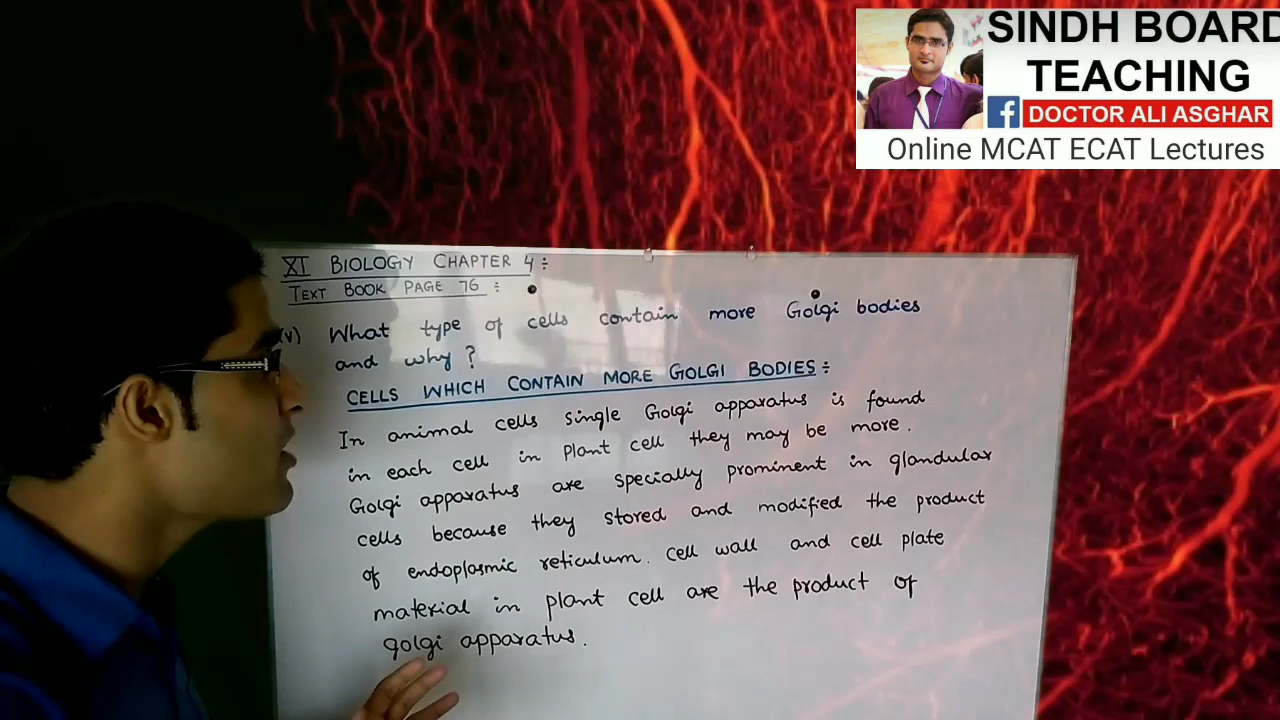 SINDH BOARD
TEACHING
f DOCTOR ALI ASGHAR
Online MCAT ECAT Lectures
XI BIOLOGY CHAPTER 4 :
TEXT BOOK PAGE 76 :
(v) What type of cells contain more Golgi bodies
and why ?
CELLS WHICH CONTAIN MORE GOLGI BODIES :
In animal cells single Golgi apparatus is found
in each cell in plant cell they may be more.
Golgi apparatus are specially prominent in glandular
cells because they stored and modified the product
of endoplasmic reticulum. cell wall and cell plate
material in plant cell are the product of
golgi apparatus.